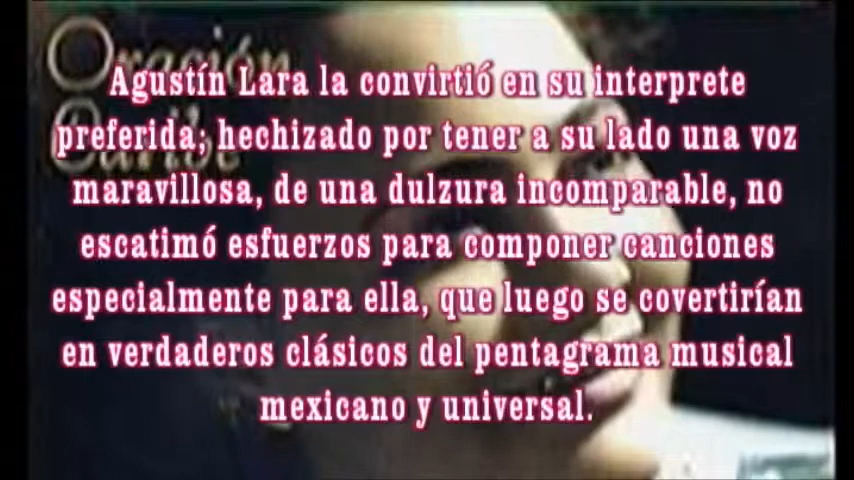 Oración
Caribe
Agustín Lara la convirtió en su interprete
preferida; hechizado por tener a su lado una voz
maravillosa, de una dulzura incomparable, no
escatimó esfuerzos para componer canciones
especialmente para ella, que luego se covertirían
en verdaderos clásicos del pentagrama musical
mexicano y universal.